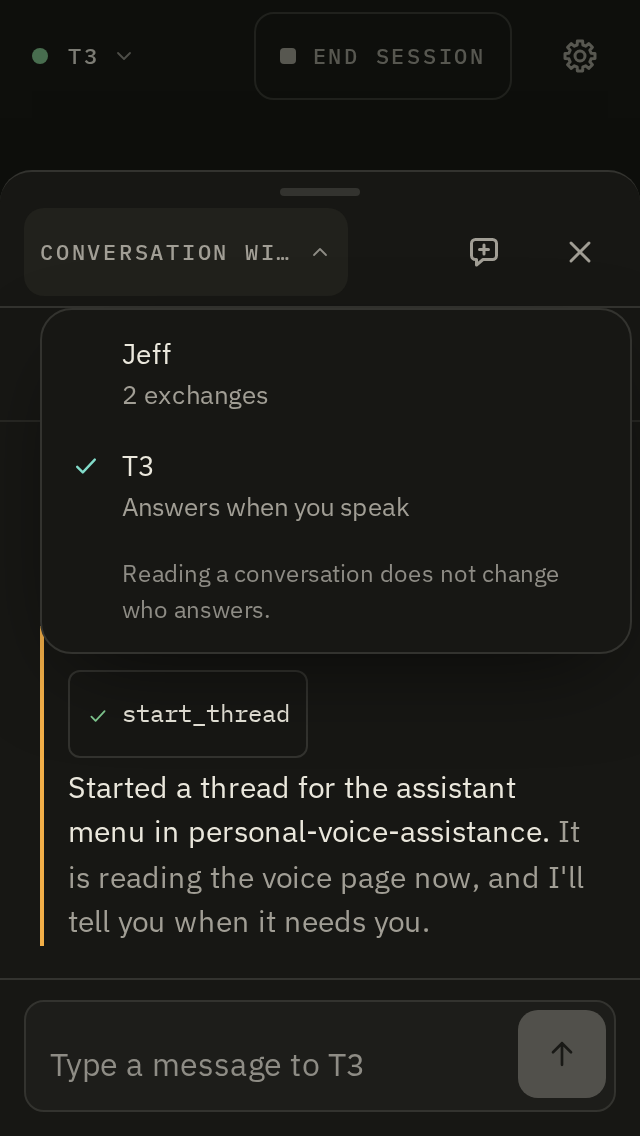 T3
END SESSION
CONVERSATION WI…
Jeff
2 exchanges
T3
Answers when you speak
Reading a conversation does not change
who answers.
start_thread
Started a thread for the assistant
menu in personal-voice-assistance. It
is reading the voice page now, and I'll
tell you when it needs you.
Type a message to T3